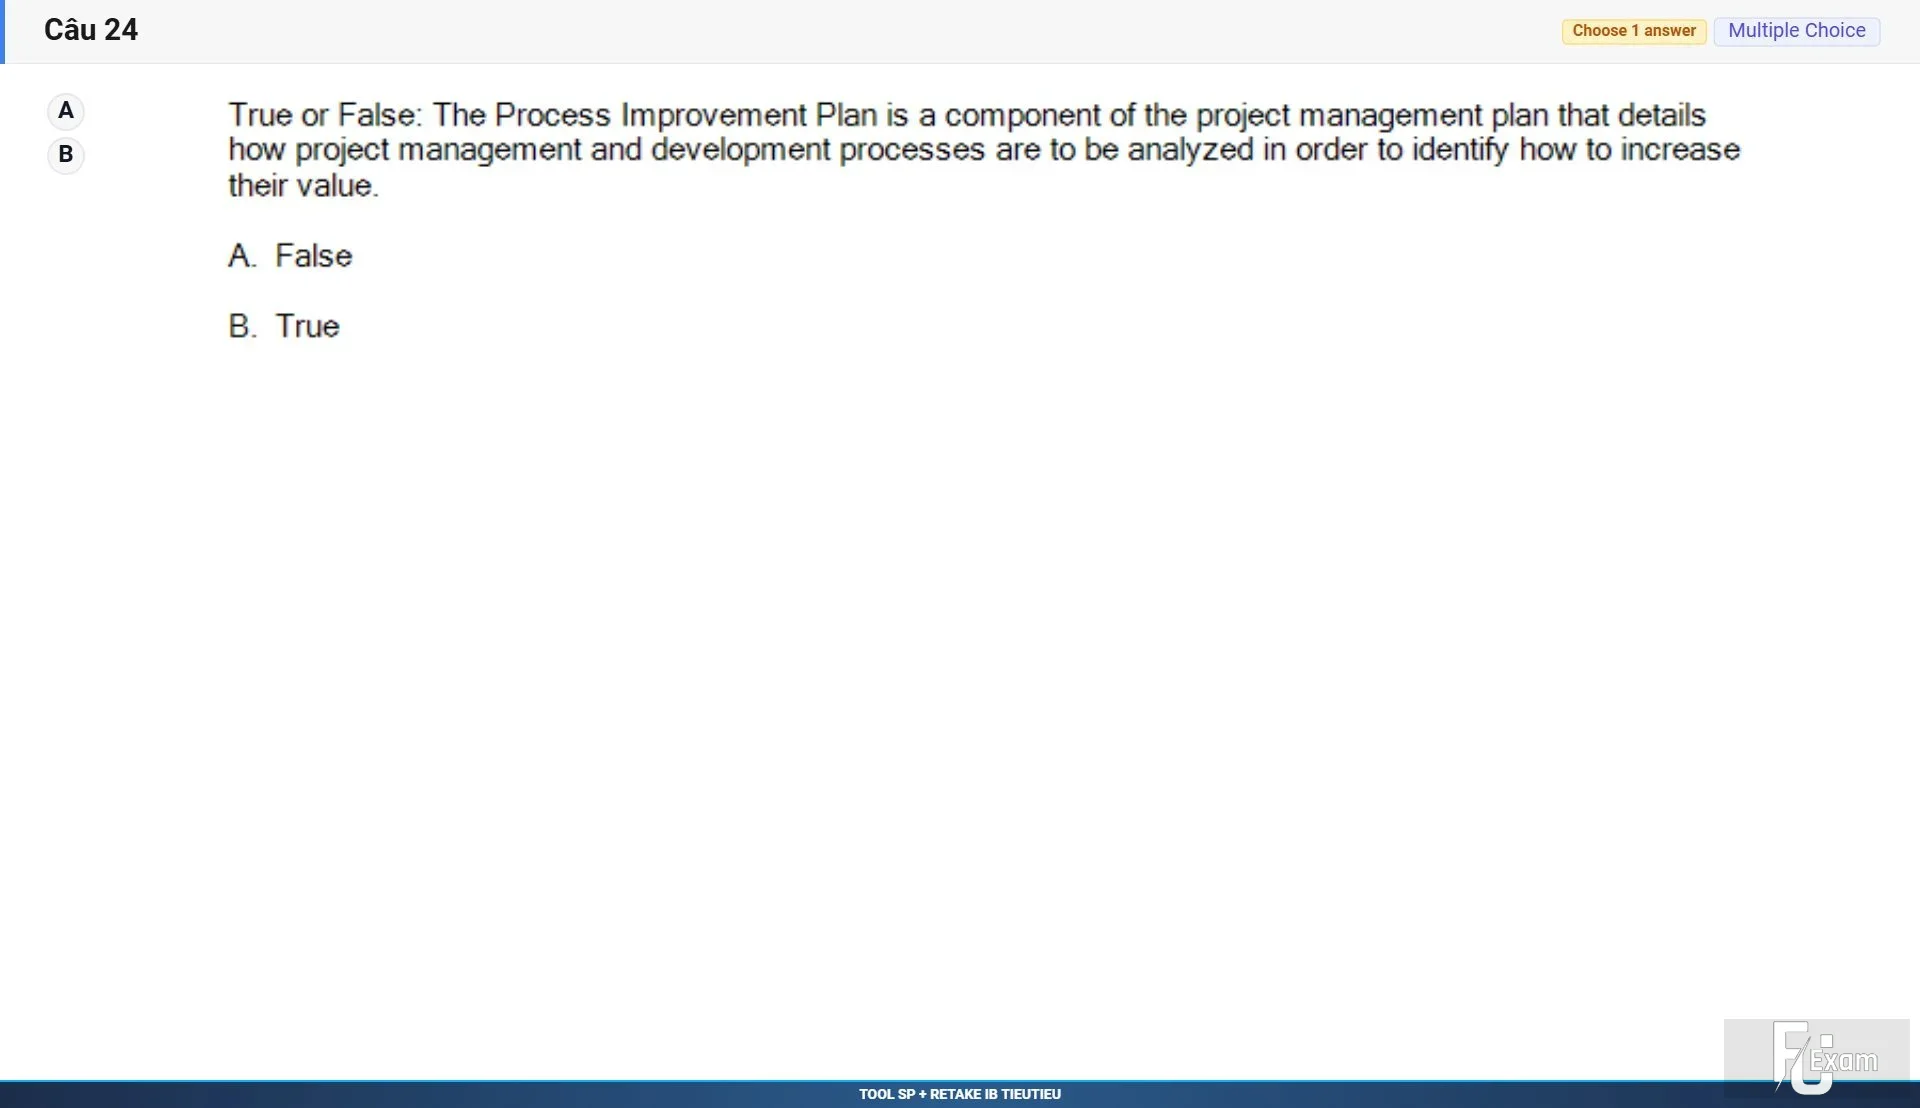 Câu 24
Choose 1 answer
Multiple Choice
A
B
True or False: The Process Improvement Plan is a component of the project management plan that details
how project management and development processes are to be analyzed in order to identify how to increase
their value.
A. False
B. True
FU Exam
TOOL SP + RETAKE IB TIEUTIEU